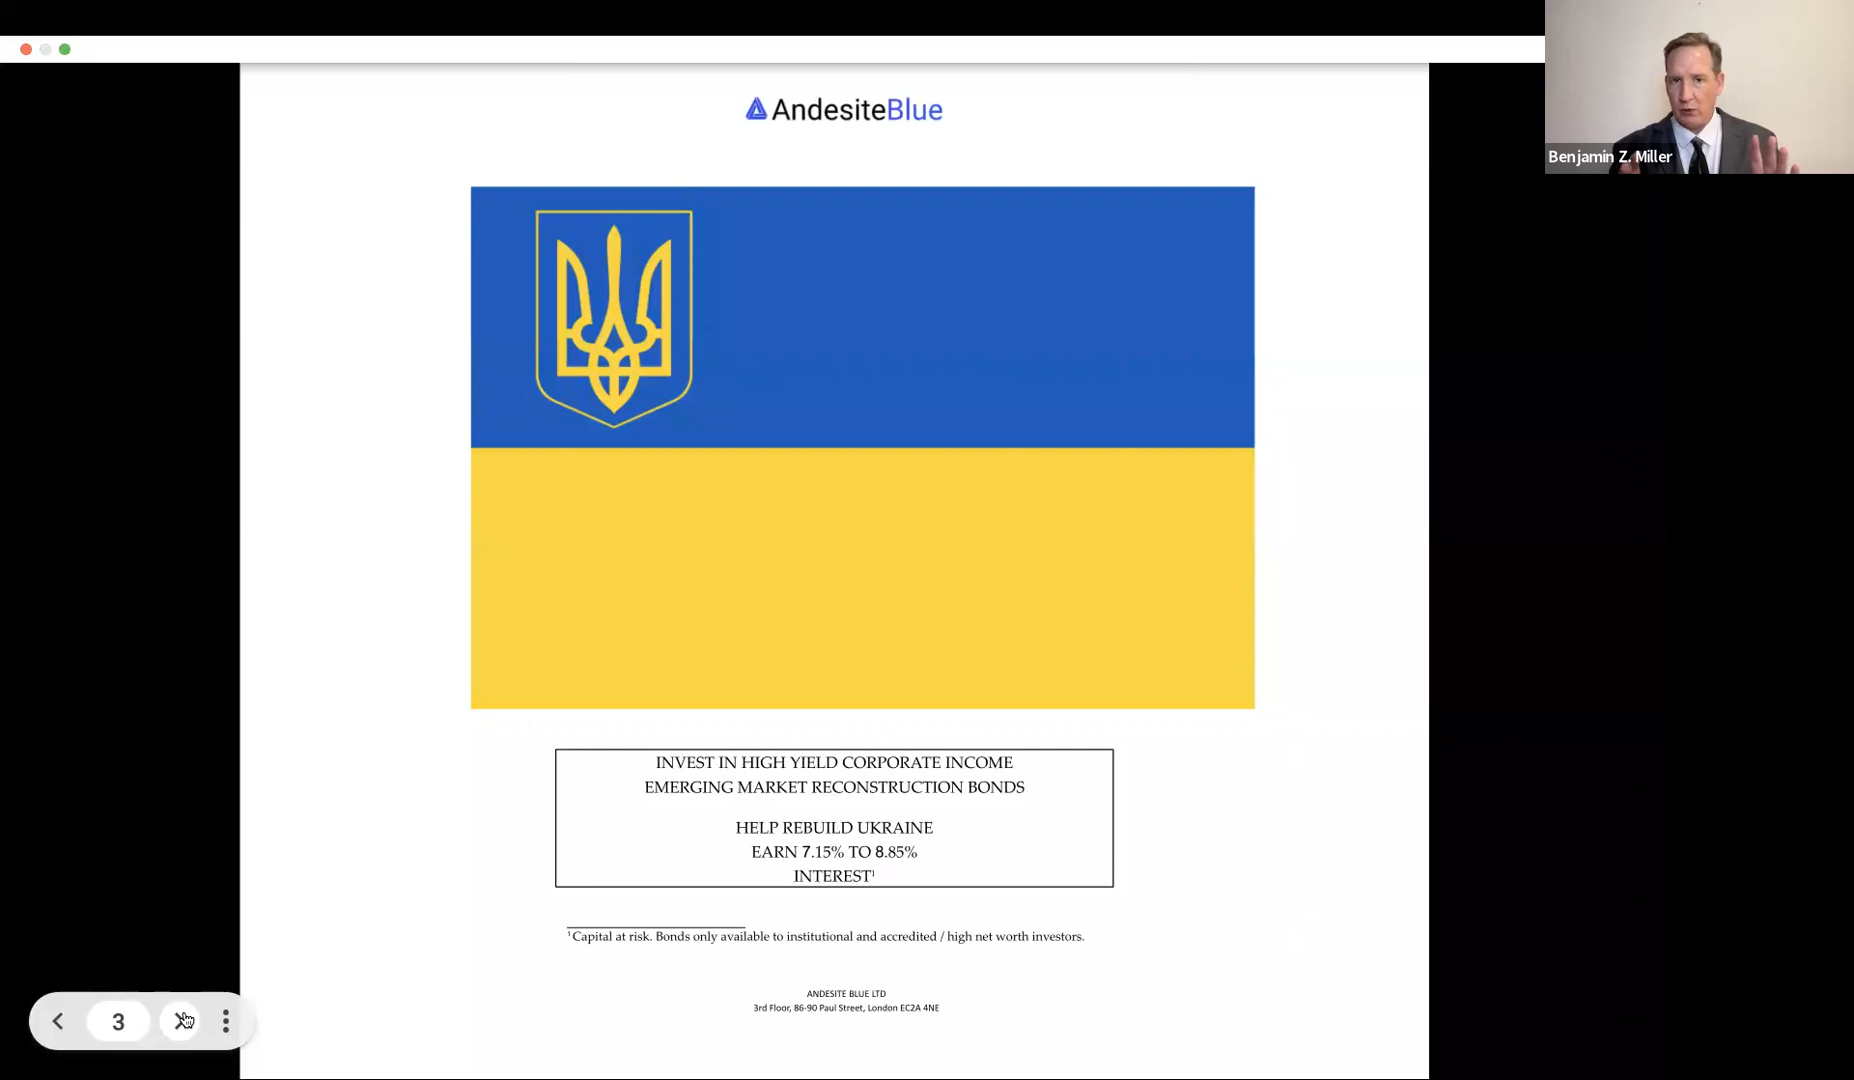 AndesiteBlue
Benjamin Z. Miller
INVEST IN HIGH YIELD CORPORATE INCOME
EMERGING MARKET RECONSTRUCTION BONDS
HELP REBUILD UKRAINE
EARN 7.15% TO 8.85%
INTEREST¹
¹ Capital at risk. Bonds only available to institutional and accredited / high net worth investors.
ANDESITE BLUE LTD
3rd Floor, 86-90 Paul Street, London EC2A 4NE
3